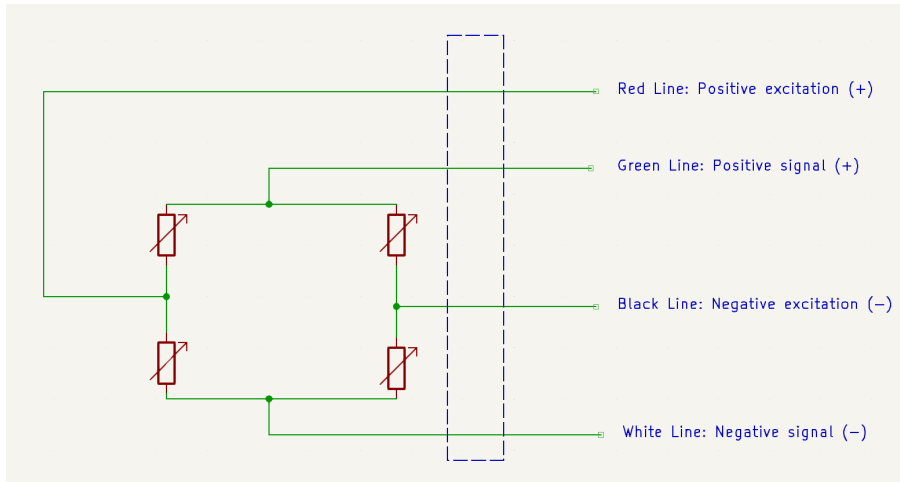 Red Line: Positive excitation (+)
Green Line: Positive signal (+)
Black Line: Negative excitation (−)
White Line: Negative signal (−)